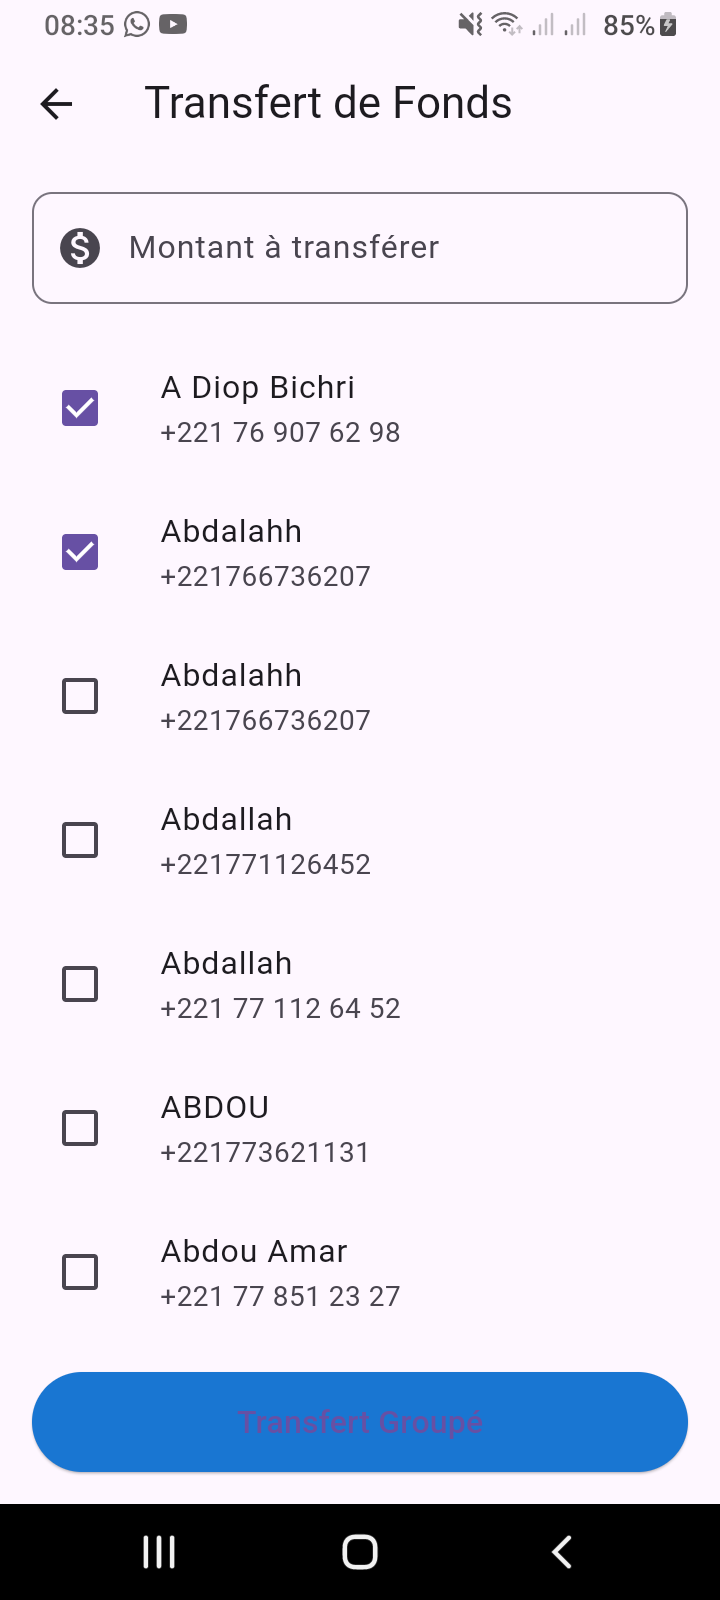 08:35
85%
Transfert de Fonds
Montant à transférer
A Diop Bichri
+221 76 907 62 98
Abdalahh
+221766736207
Abdalahh
+221766736207
Abdallah
+221771126452
Abdallah
+221 77 112 64 52
ABDOU
+221773621131
Abdou Amar
+221 77 851 23 27
Transfert Groupé